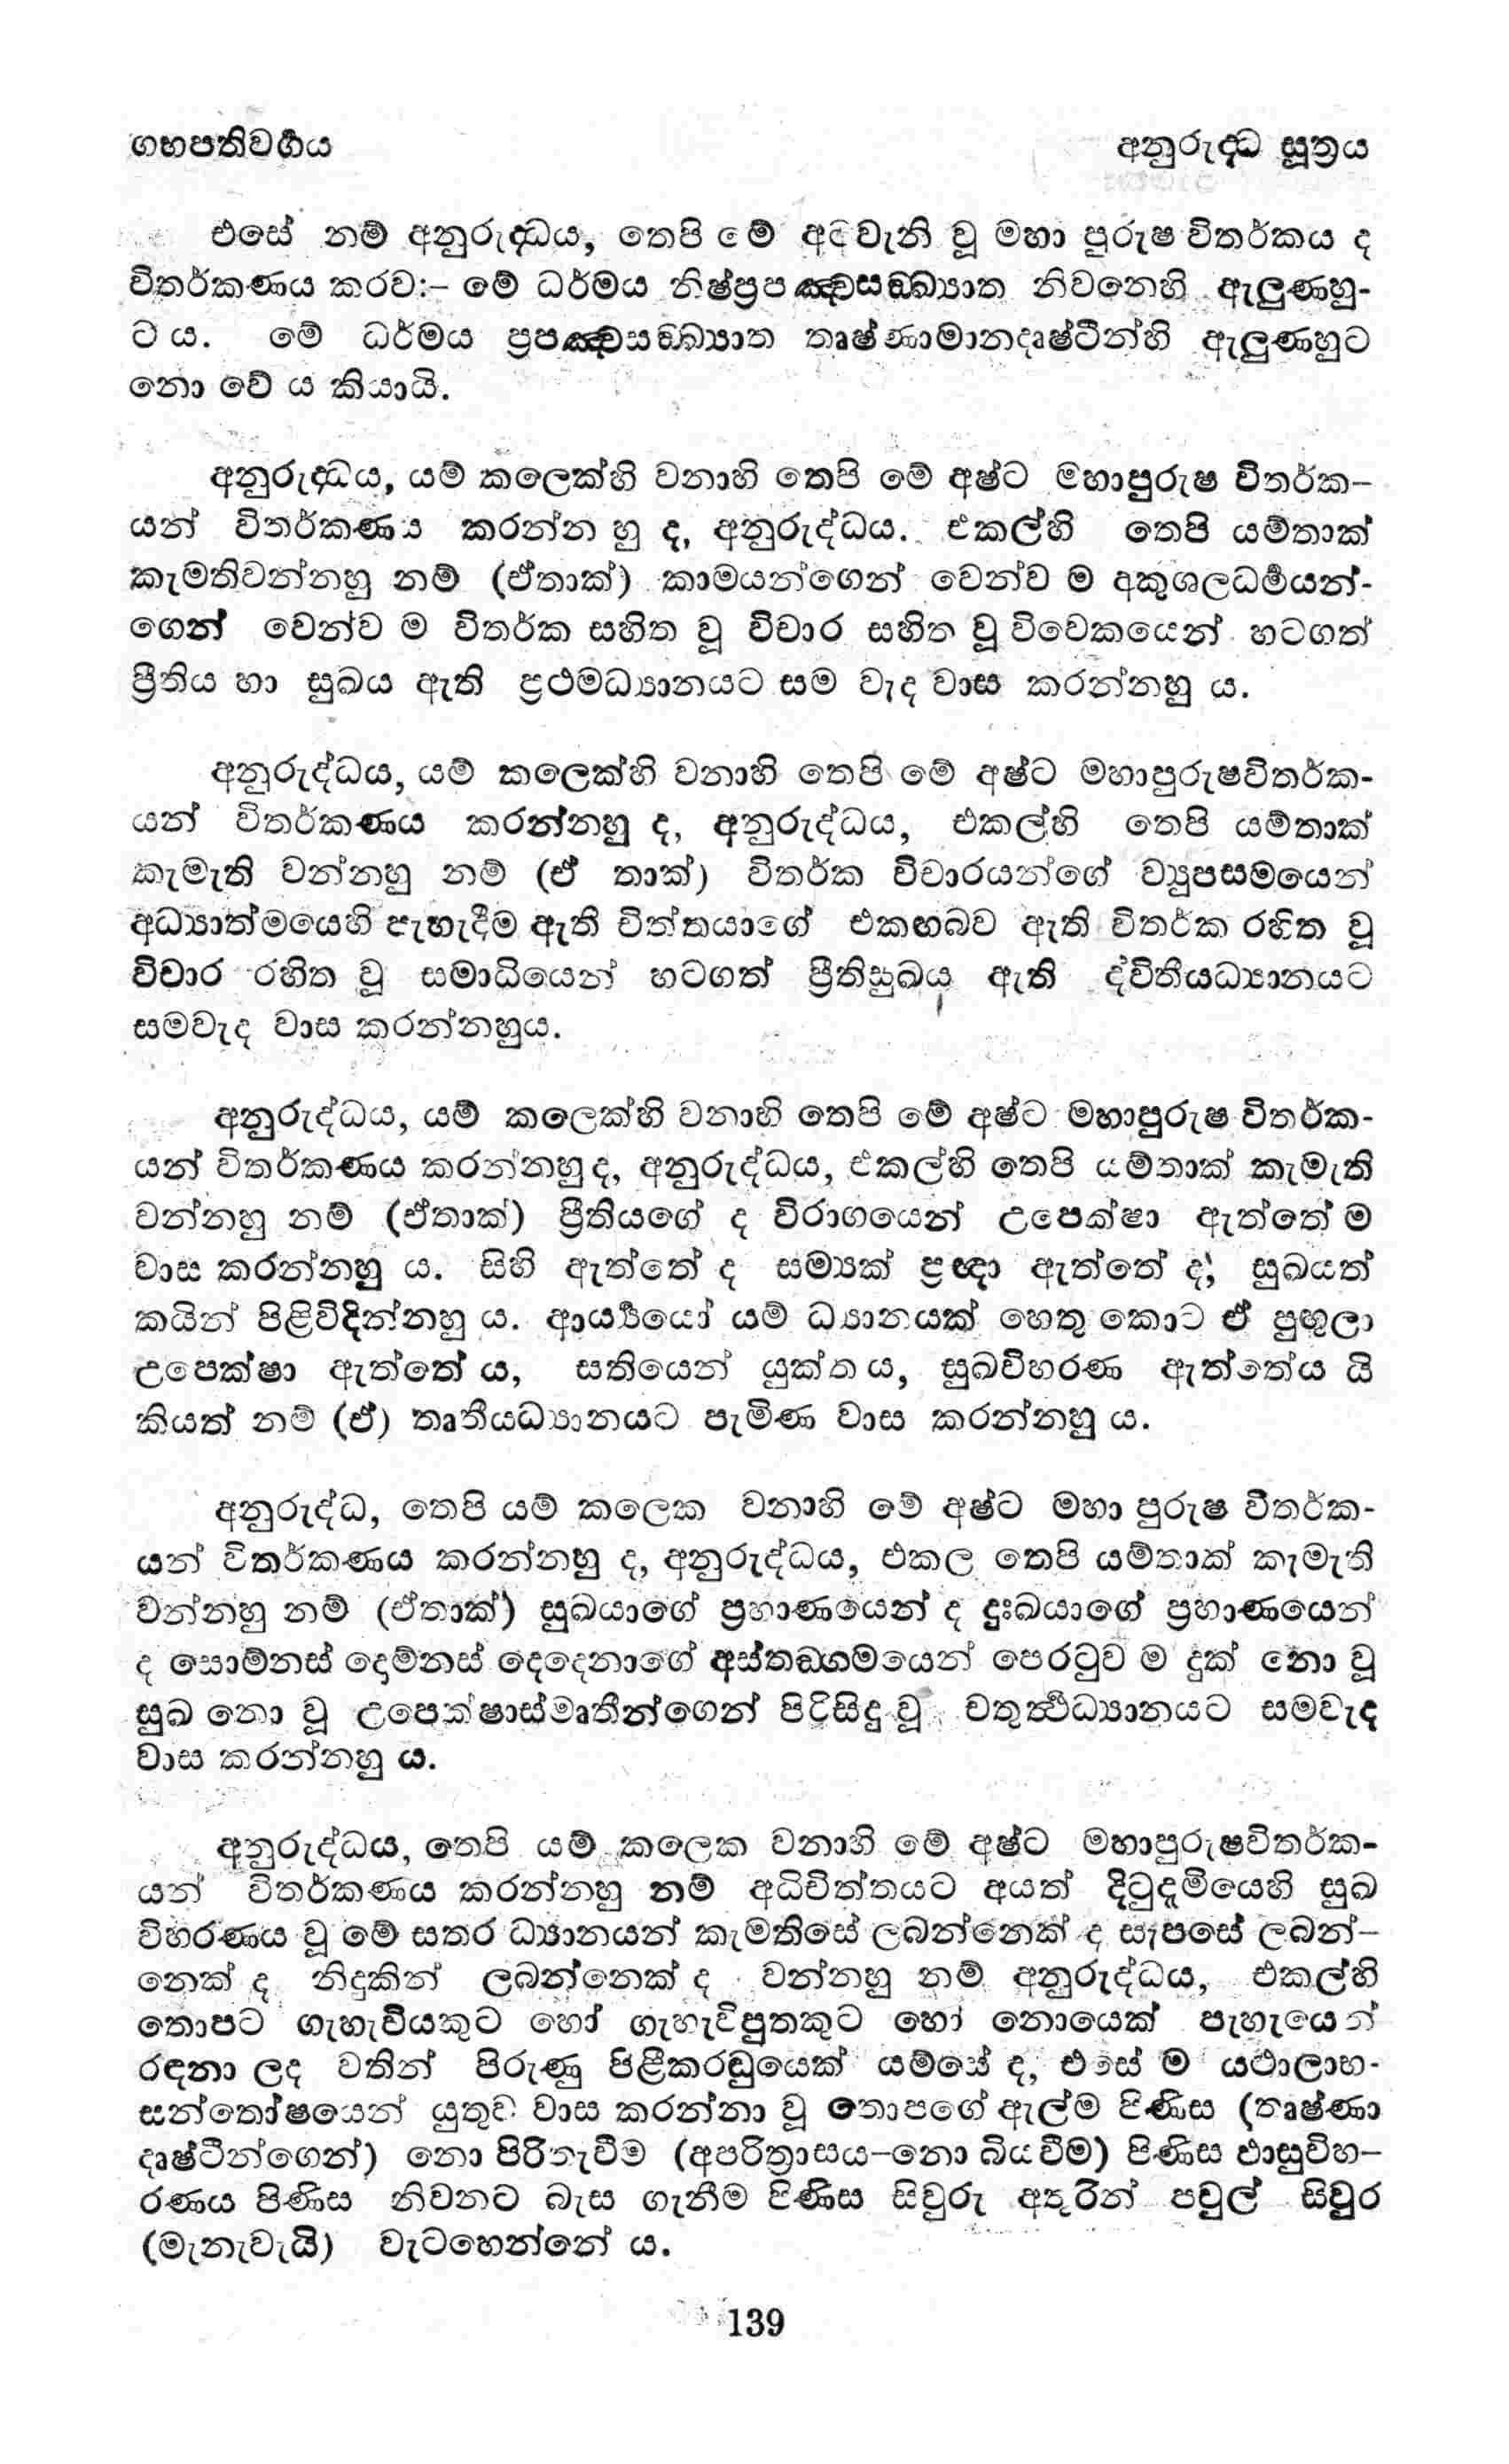 ගහපතිවර්‍ගය
අනුරුද්‍ධ සූත්‍රය
එසේ නම් අනුරුද්‍ධය, තෙපි මේ අටවැනි වූ මහා පුරුෂ විතර්කය ද
විතර්කණය කරව:– මේ ධර්මය නිෂ්ප්‍රපඤ්චසඞ්ඛ්‍යාත නිවනෙහි ඇලුණහු-
ට ය. මේ ධර්මය ප්‍රපඤ්චසඞ්ඛ්‍යාත තෘෂ්ණාමානදෘෂ්ටීන්හි ඇලුණහුට
නො වේ ය කියායි.
අනුරුද්‍ධය, යම් කලෙක්හි වනාහි තෙපි මේ අෂ්ට මහාපුරුෂ විතර්ක-
යන් විතර්කණය කරන්න හු ද, අනුරුද්ධය. එකල්හි තෙපි යම්තාක්
කැමතිවන්නහු නම් (ඒතාක්) කාමයන්ගෙන් වෙන්ව ම අකුශලධර්‍මයන්-
ගෙන් වෙන්ව ම විතර්ක සහිත වූ විචාර සහිත වූ විවෙකයෙන් හටගත්
ප්‍රීතිය හා සුඛය ඇති ප්‍රථමධ්‍යානයට සම වැද වාස කරන්නහු ය.
අනුරුද්ධය, යම් කලෙක්හි වනාහි තෙපි මේ අෂ්ට මහාපුරුෂවිතර්ක-
යන් විතර්කණය කරන්නහු ද, අනුරුද්ධය, එකල්හි තෙපි යම්තාක්
කැමැති වන්නහු නම් (ඒ තාක්) විතර්ක විචාරයන්ගේ ව්‍යූපසමයෙන්
අධ්‍යාත්මයෙහි පැහැදීම ඇති චිත්තයාගේ එකඟබව ඇති විතර්ක රහිත වූ
විචාර රහිත වූ සමාධියෙන් හටගත් ප්‍රීතිසුඛය ඇති ද්විතීයධ්‍යානයට
සමවැද වාස කරන්නහුය.
අනුරුද්ධය, යම් කලෙක්හි වනාහි තෙපි මේ අෂ්ට මහාපුරුෂ විතර්ක-
යන් විතර්කණය කරන්නහු ද, අනුරුද්ධය, එකල්හි තෙපි යම්තාක් කැමැති
වන්නහු නම් (ඒතාක්) ප්‍රීතියගේ ද විරාගයෙන් උපෙක්ෂා ඇත්තේ ම
වාස කරන්නහු ය. සිහි ඇත්තේ ද සම්‍යක් ප්‍රඥා ඇත්තේ ද, සුඛයත්
කයින් පිළිවිදින්නහු ය. ආර්‍ය්‍යයෝ යම් ධ්‍යානයක් හෙතු කොට ඒ පුඟුලා
උපෙක්ෂා ඇත්තේ ය, සතියෙන් යුක්ත ය, සුඛවිහරණ ඇත්තේය යි
කියත් නම් (ඒ) තෘතීයධ්‍යානයට පැමිණ වාස කරන්නහු ය.
අනුරුද්ධ, තෙපි යම් කලෙක වනාහි මේ අෂ්ට මහා පුරුෂ විතර්ක-
යන් විතර්කණය කරන්නහු ද, අනුරුද්ධය, එකල තෙපි යම්තාක් කැමැති
වන්නහු නම් (ඒතාක්) සුඛයාගේ ප්‍රහාණයෙන් ද දුඃඛයාගේ ප්‍රහාණයෙන්
ද සොම්නස් දොම්නස් දෙදෙනාගේ අස්තඞ්ගමයෙන් පෙරටුව ම දුක් නො වූ
සුඛ නො වූ උපෙක්ෂාස්මෘතීන්ගෙන් පිරිසිදු වූ චතුර්‍ත්‍ථධ්‍යානයට සමවැද
වාස කරන්නහු ය.
අනුරුද්ධය, තෙපි යම් කලෙක වනාහි මේ අෂ්ට මහාපුරුෂවිතර්ක-
යන් විතර්කණය කරන්නහු නම් අධිචිත්තයට අයත් දිටුදැමියෙහි සුඛ
විහරණය වූ මේ සතර ධ්‍යානයන් කැමතිසේ ලබන්නෙක් ද සැපසේ ලබන්–
නෙක් ද නිදුකින් ලබන්නෙක් ද වන්නහු නම් අනුරුද්ධය, එකල්හි
තොපට ගැහැවියකුට හෝ ගැහැවිපුතකුට හෝ නොයෙක් පැහැයෙන්
රඳනා ලද වතින් පිරුණු පිළීකරඬුයෙක් යම්සේ ද, එසේ ම යථාලාභ-
සන්තෝෂයෙන් යුතුව වාස කරන්නා වූ තොපගේ ඇල්ම පිණිස (තෘෂ්ණා
දෘෂ්ටීන්ගෙන්) නො පිරිතැවීම (අපරිත්‍රාසය–නො බියවීම) පිණිස ඵාසුවිහ–
රණය පිණිස නිවනට බැස ගැනීම පිණිස සිවුරු අතුරින් පවුල් සිවුර
(මැනැවැයි) වැටහෙන්නේ ය.
139